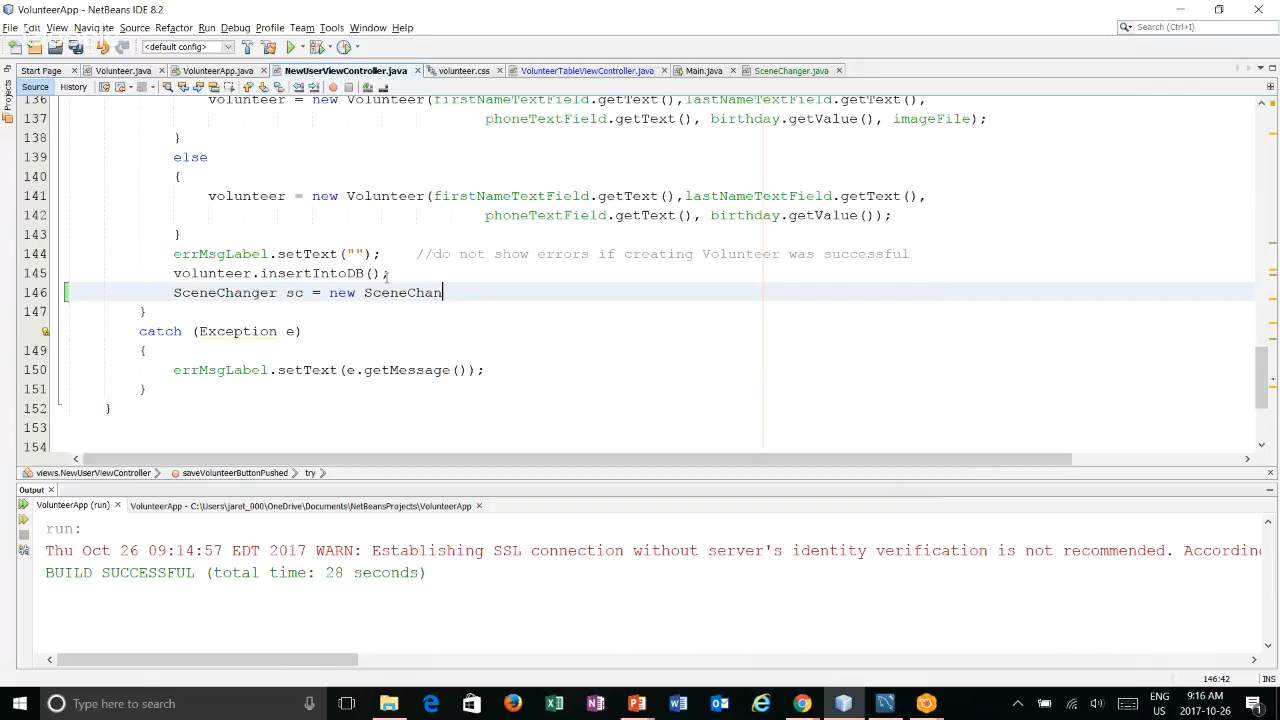 VolunteerApp - NetBeans IDE 8.2
File Edit View Navigate Source Refactor Run Debug Profile Team Tools Window Help
Search (Ctrl+I)
<default config>
Start Page Volunteer.java VolunteerApp.java NewUserViewController.java volunteer.css VolunteerTableViewController.java Main.java SceneChanger.java
Source History
Projects
136 volunteer = new Volunteer(firstNameTextField.getText(),lastNameTextField.getText(),
137 phoneTextField.getText(), birthday.getValue(), imageFile);
138 }
139 else
140 {
141 volunteer = new Volunteer(firstNameTextField.getText(),lastNameTextField.getText(),
142 phoneTextField.getText(), birthday.getValue());
143 }
144 errMsgLabel.setText(""); //do not show errors if creating Volunteer was successful
145 volunteer.insertIntoDB();
146 SceneChanger sc = new SceneChan
147 }
catch (Exception e)
149 {
150 errMsgLabel.setText(e.getMessage());
151 }
152 }
153
154
views.NewUserViewController saveVolunteerButtonPushed try
Output
VolunteerApp (run) VolunteerApp - C:\Users\jaret_000\OneDrive\Documents\NetBeansProjects\VolunteerApp
run:
Thu Oct 26 09:14:57 EDT 2017 WARN: Establishing SSL connection without server's identity verification is not recommended. According
BUILD SUCCESSFUL (total time: 28 seconds)
146:42 INS
Type here to search
ENG
US
9:16 AM
2017-10-26